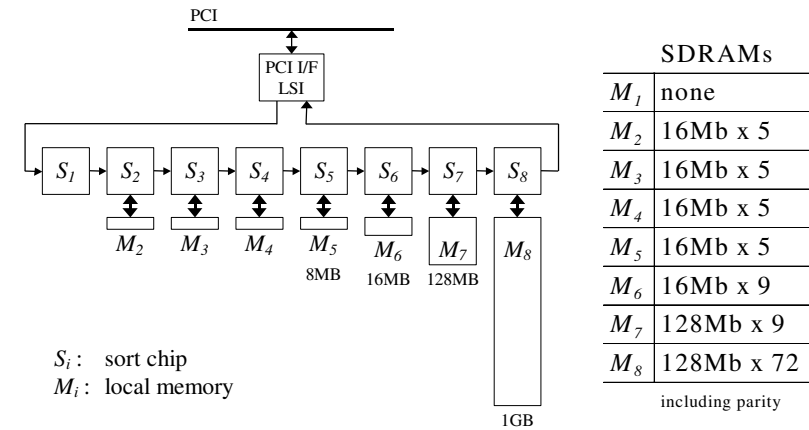 PCI
PCI I/F
LSI
S1 S2 S3 S4 S5 S6 S7 S8
M2 M3 M4 M5 M6 M7 M8
8MB 16MB 128MB
1GB
Si : sort chip
Mi : local memory
SDRAMs
M1 none
M2 16Mb x 5
M3 16Mb x 5
M4 16Mb x 5
M5 16Mb x 5
M6 16Mb x 9
M7 128Mb x 9
M8 128Mb x 72
including parity